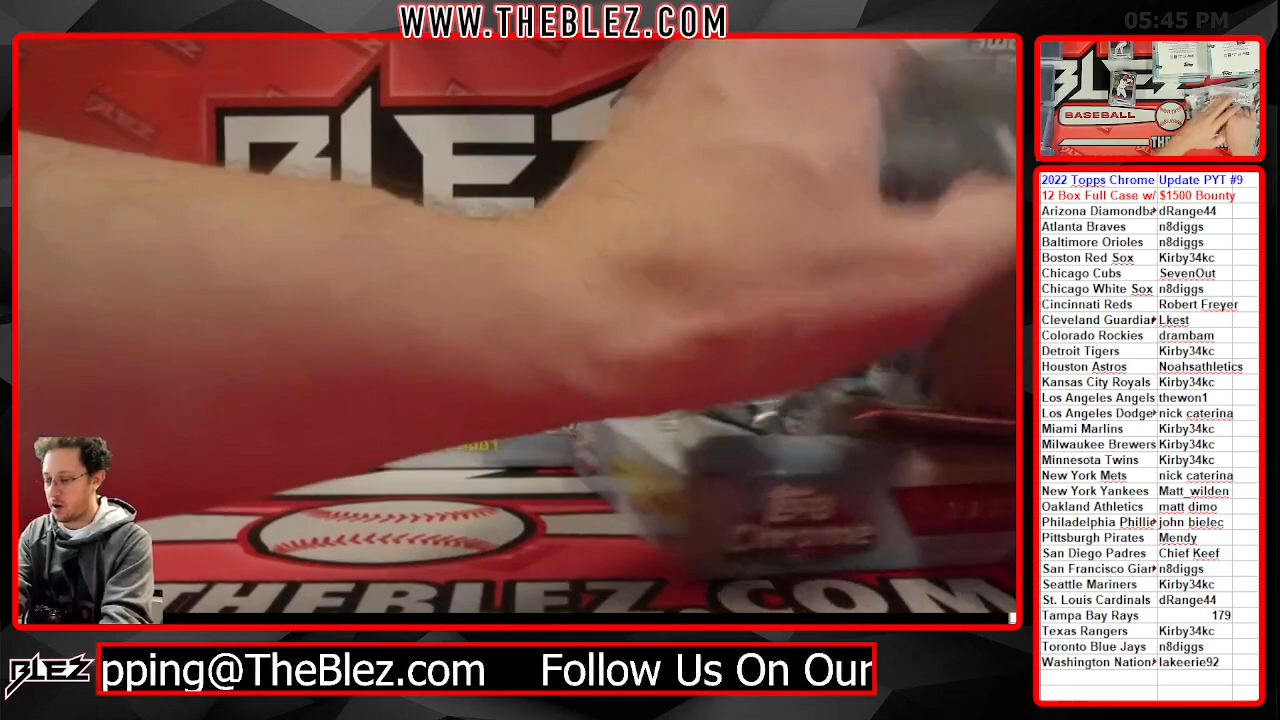 WWW.THEBLEZ.COM
05:45 PM
BLEZ
BLEZ
BASEBALL
THE
2022 Topps Chrome Update PYT #9
12 Box Full Case w/ $1500 Bounty
Arizona Diamondba dRange44
Atlanta Braves n8diggs
Baltimore Orioles n8diggs
Boston Red Sox Kirby34kc
Chicago Cubs SevenOut
Chicago White Sox n8diggs
Cincinnati Reds Robert Freyer
Cleveland Guardia Lkest
Colorado Rockies drambam
Detroit Tigers Kirby34kc
Houston Astros Noahsathletics
Kansas City Royals Kirby34kc
Los Angeles Angels thewon1
Los Angeles Dodge nick caterina
Miami Marlins Kirby34kc
Milwaukee Brewers Kirby34kc
Minnesota Twins Kirby34kc
New York Mets nick caterina
New York Yankees Matt_wilden
Oakland Athletics matt dimo
Philadelphia Phillie john bielec
Pittsburgh Pirates Mendy
San Diego Padres Chief Keef
San Francisco Gian n8diggs
Seattle Mariners Kirby34kc
St. Louis Cardinals dRange44
Tampa Bay Rays 179
Texas Rangers Kirby34kc
Toronto Blue Jays n8diggs
Washington Nation lakeerie92
THEBLEZ.COM
BLEZ
pping@TheBlez.com Follow Us On Our